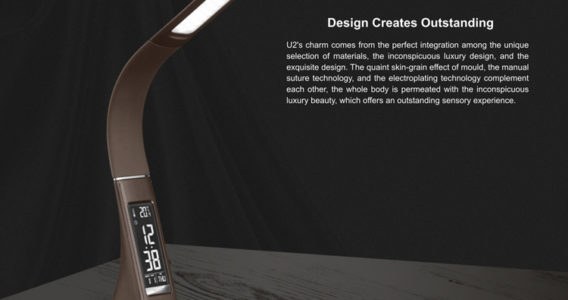 Design Creates Outstanding
U2's charm comes from the perfect integration among the unique
selection of materials, the inconspicuous luxury design, and the
exquisite design. The quaint skin-grain effect of mould, the manual
suture technology, and the electroplating technology complement
each other, the whole body is permeated with the inconspicuous
luxury beauty, which offers an outstanding sensory experience.
20
12
38
THU